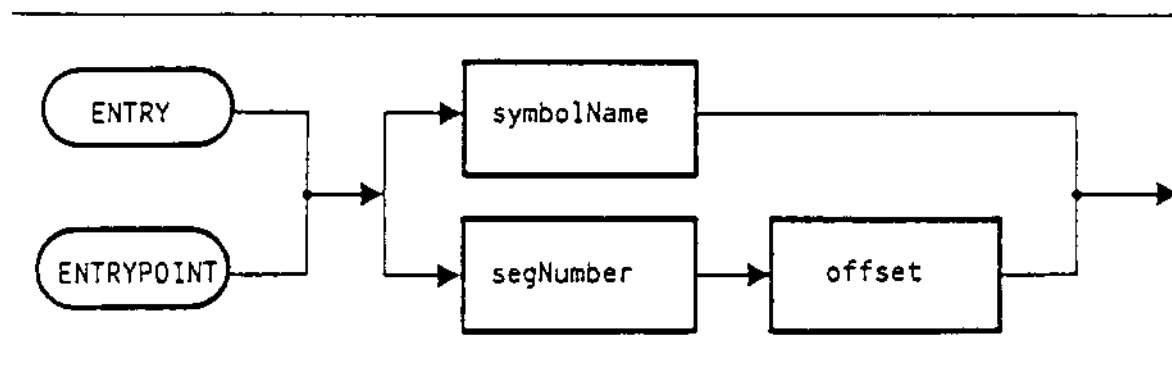 ENTRY
symbolName
ENTRYPOINT
segNumber
offset